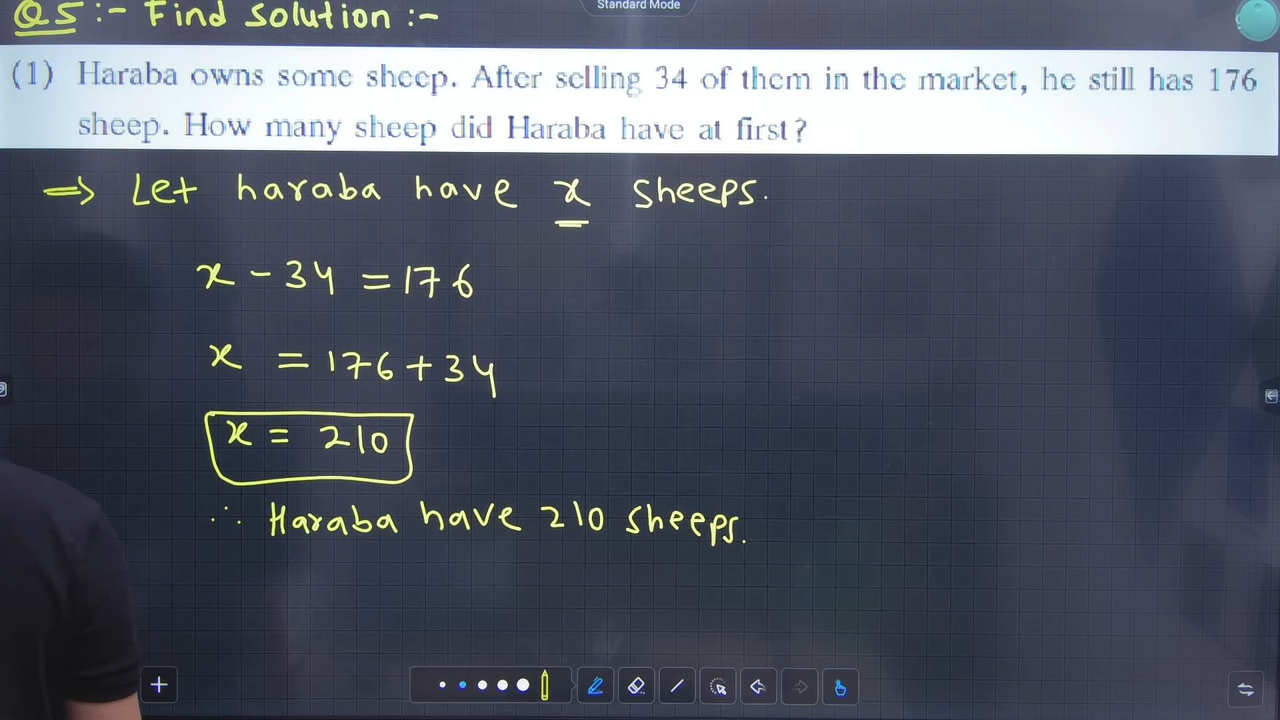 Standard Mode
Q5 :- Find solution :-
(1) Haraba owns some sheep. After selling 34 of them in the market, he still has 176
sheep. How many sheep did Haraba have at first?
⇒ Let haraba have x sheeps.
x - 34 = 176
x = 176 + 34
x = 210
∴ Haraba have 210 sheeps.